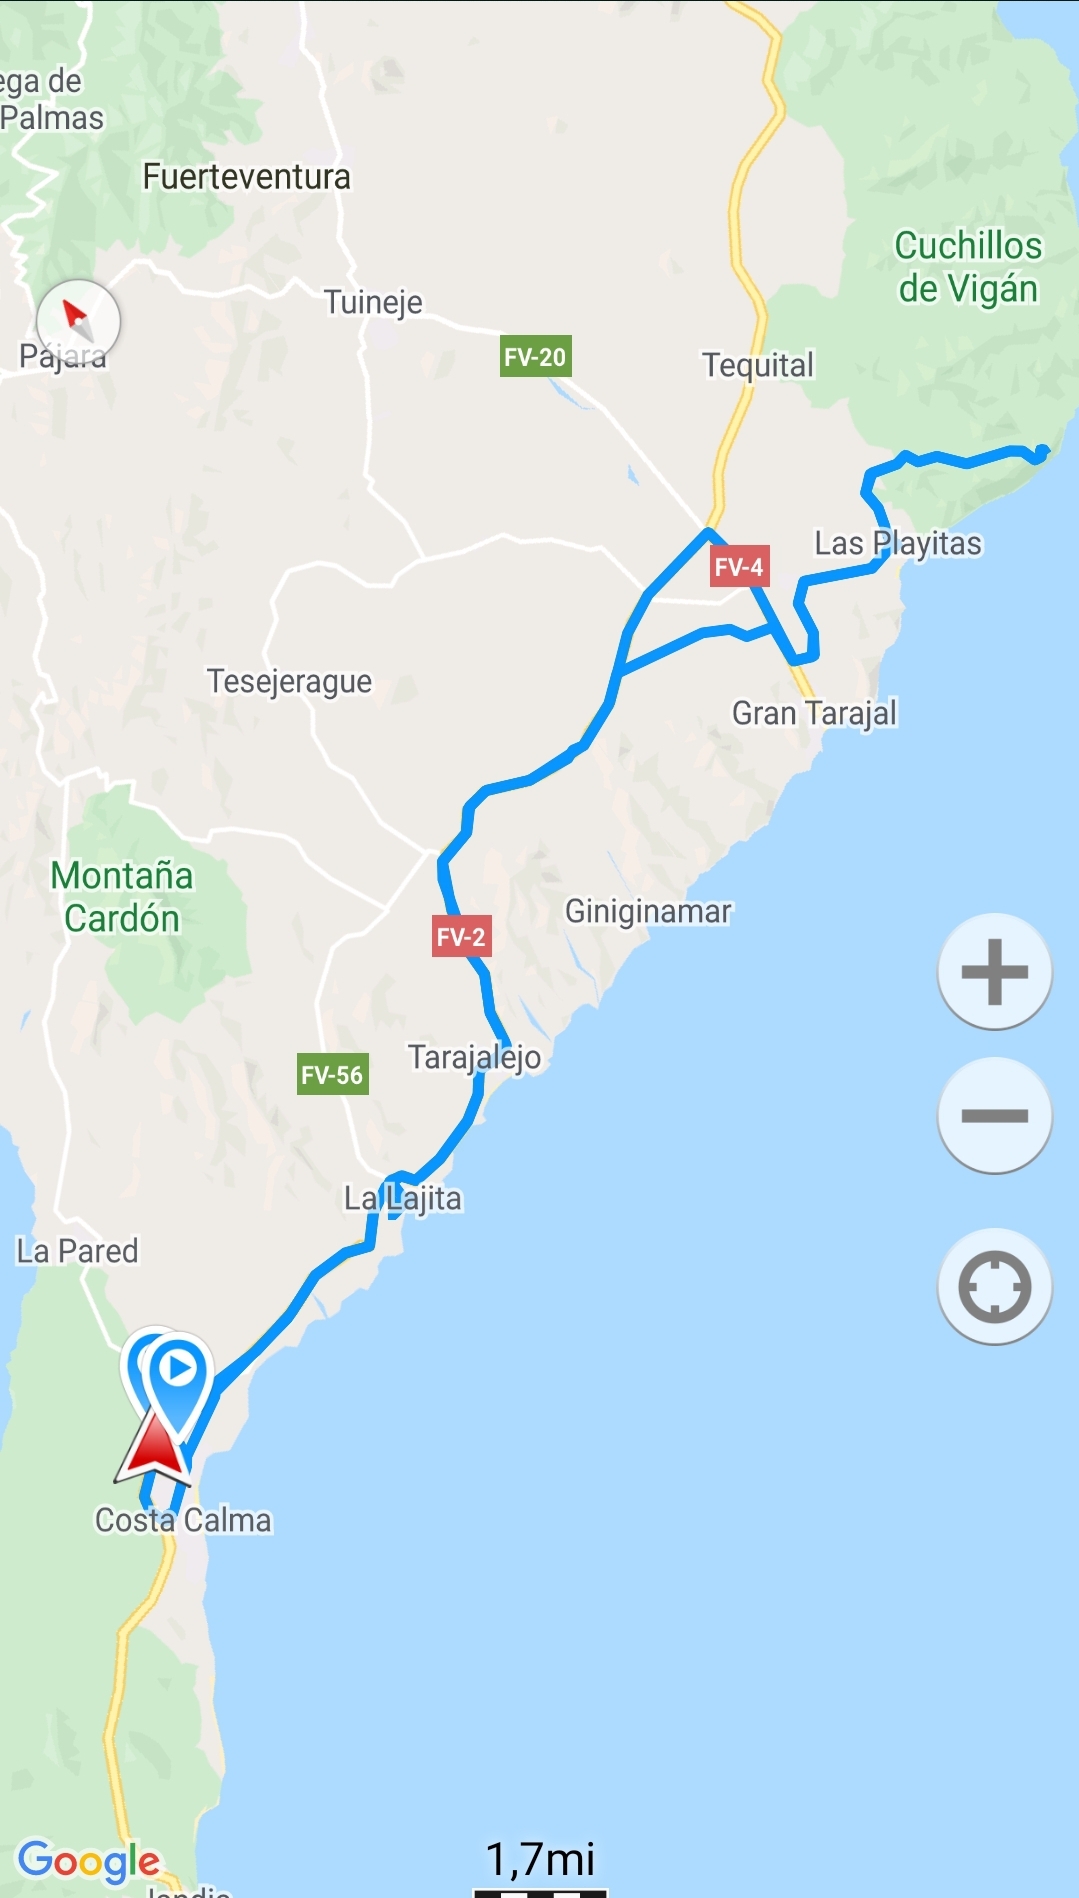 ega de
Palmas
Fuerteventura
Cuchillos
de Vigán
Tuineje
Pájara
FV-20
Tequital
FV-4
Las Playitas
Tesejerague
Gran Tarajal
Montaña
Cardón
Giniginamar
FV-2
Tarajalejo
FV-56
La Lajita
La Pared
Costa Calma
1,7mi
Google